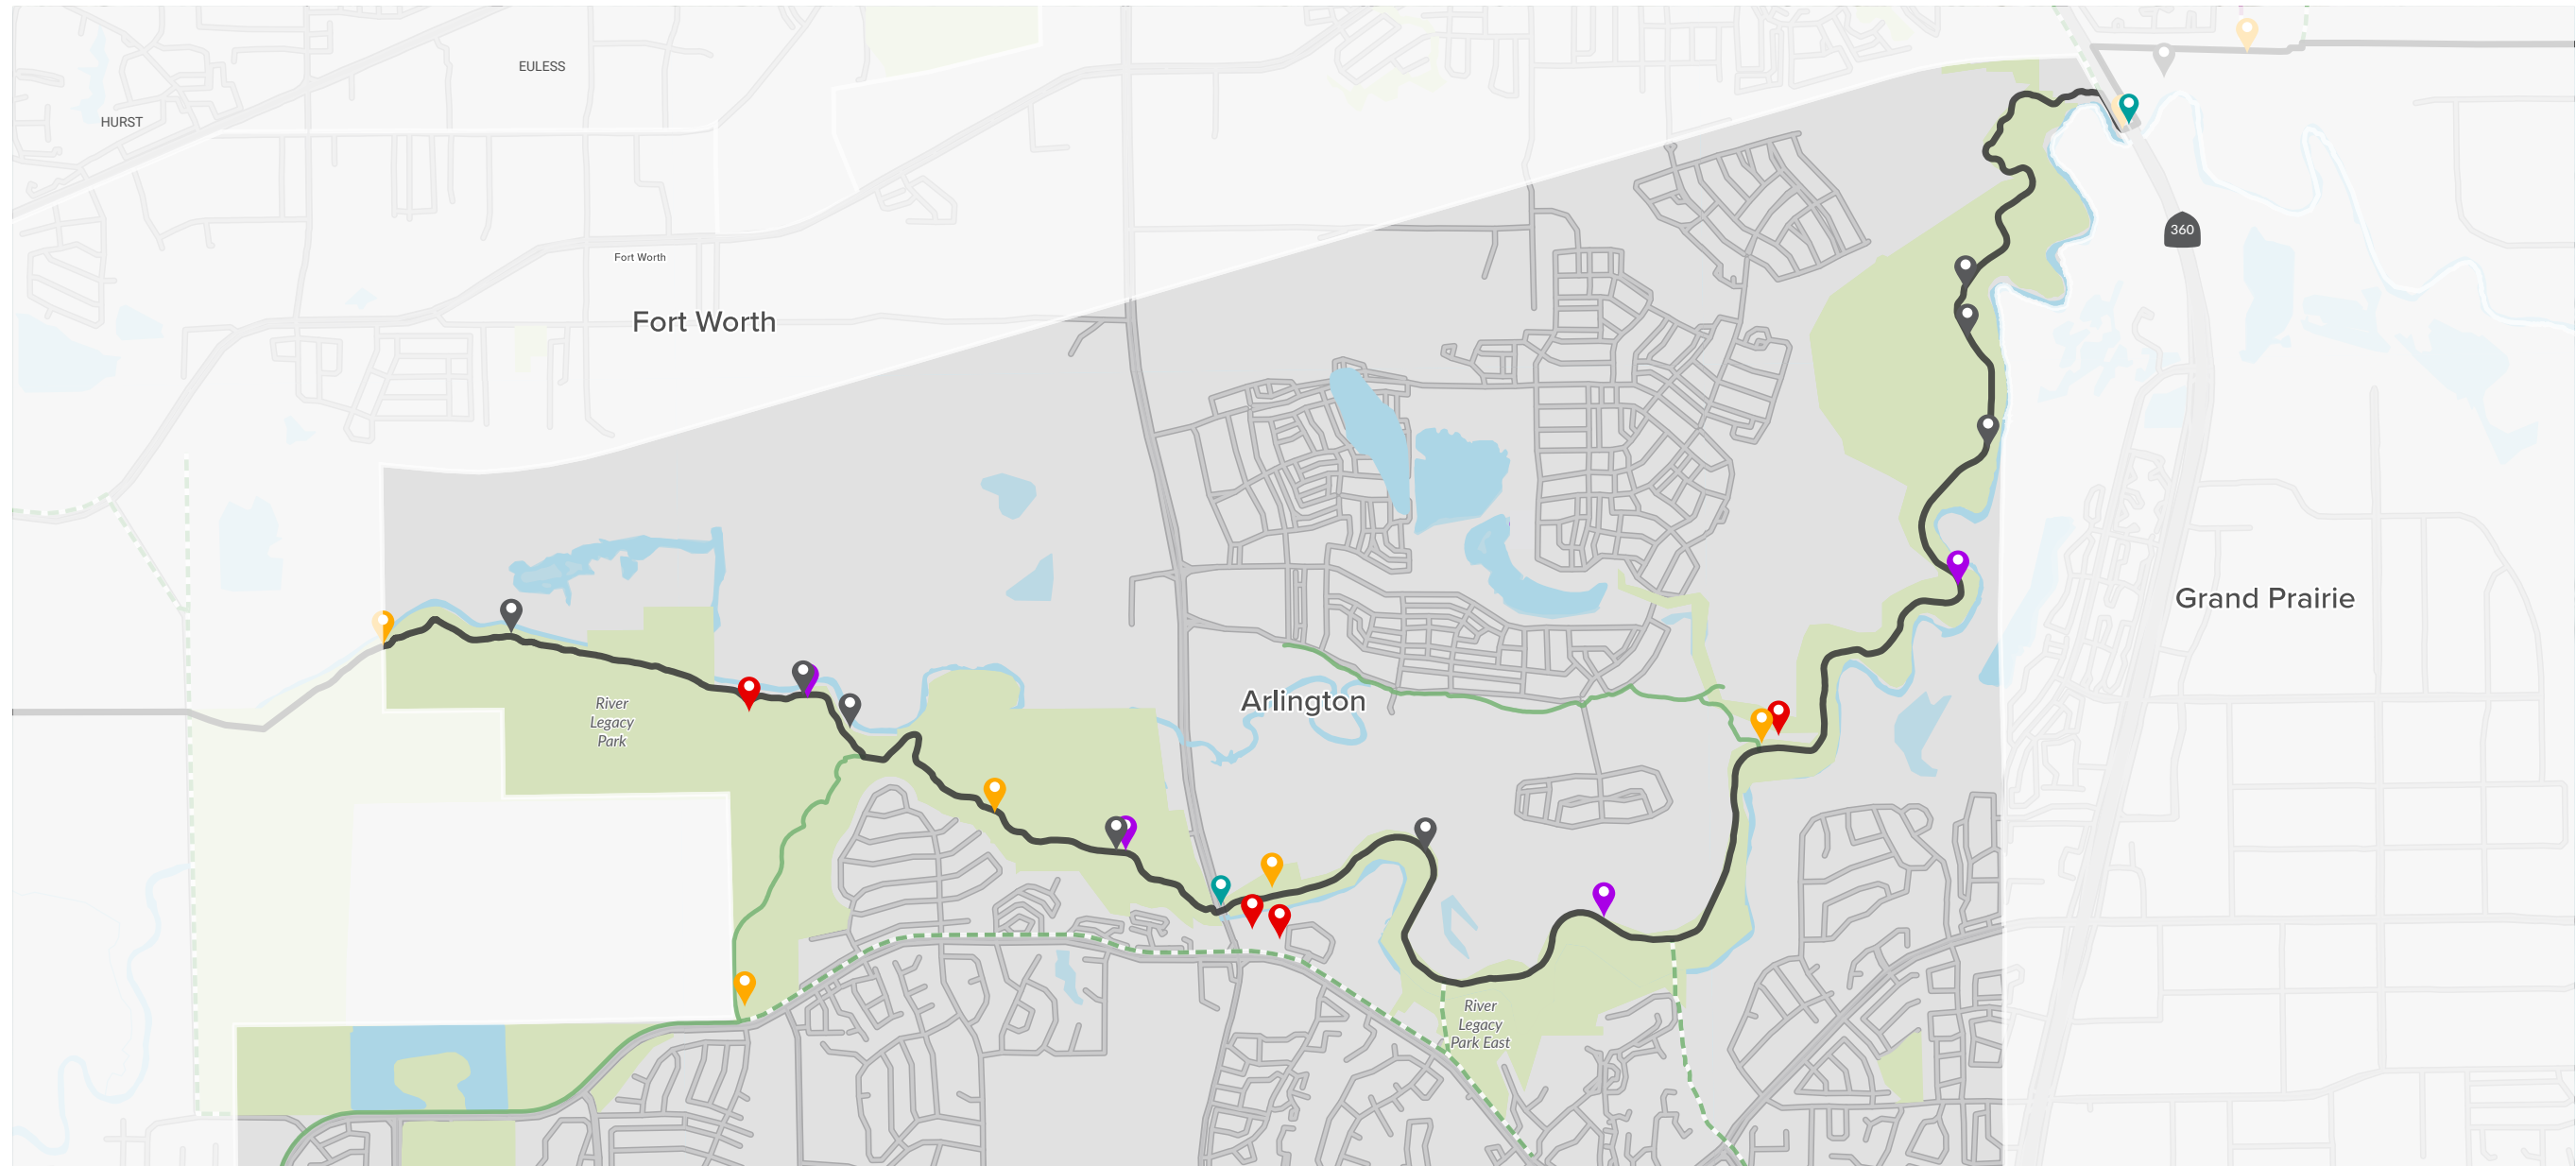 EULESS
HURST
360
Fort Worth
Fort Worth
Grand Prairie
River
Legacy
Park
Arlington
River
Legacy
Park East